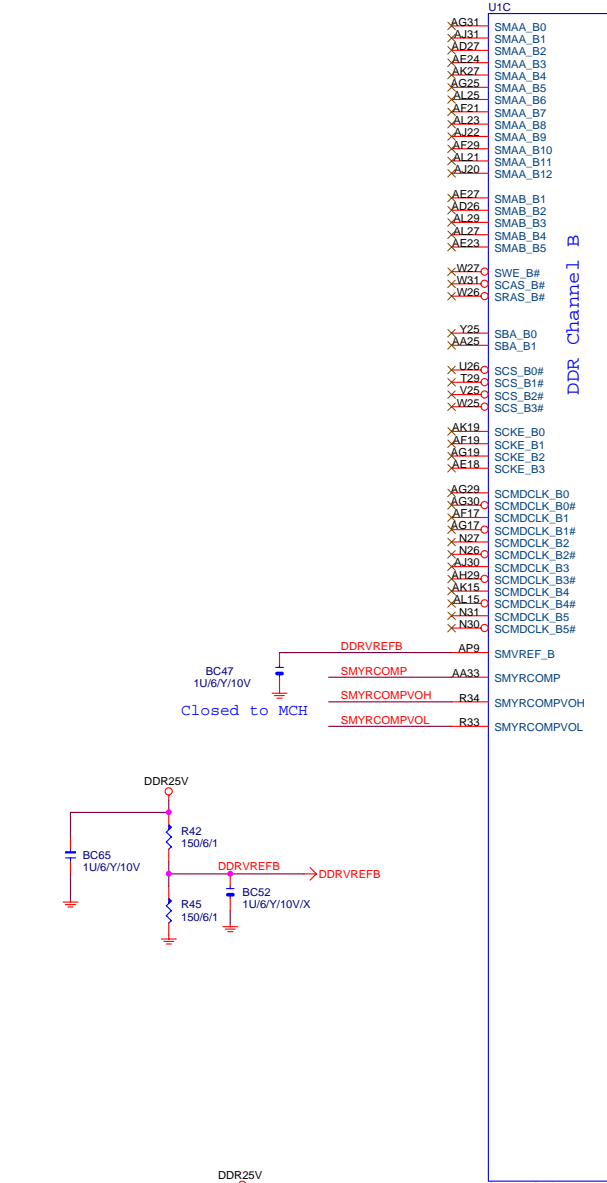 U1C
AG31 SMAA_B0
AJ31 SMAA_B1
AD27 SMAA_B2
AE24 SMAA_B3
AK27 SMAA_B4
AG25 SMAA_B5
AL25 SMAA_B6
AF21 SMAA_B7
AL23 SMAA_B8
AJ22 SMAA_B9
AF29 SMAA_B10
AL21 SMAA_B11
AJ20 SMAA_B12
AE27 SMAB_B1
AD26 SMAB_B2
AL29 SMAB_B3
AL27 SMAB_B4
AE23 SMAB_B5
W27 SWE_B#
W31 SCAS_B#
W26 SRAS_B#
DDR Channel B
Y25 SBA_B0
AA25 SBA_B1
U26 SCS_B0#
T29 SCS_B1#
V25 SCS_B2#
W25 SCS_B3#
AK19 SCKE_B0
AF19 SCKE_B1
AG19 SCKE_B2
AE18 SCKE_B3
AG29 SCMDCLK_B0
AG30 SCMDCLK_B0#
AF17 SCMDCLK_B1
AG17 SCMDCLK_B1#
N27 SCMDCLK_B2
N26 SCMDCLK_B2#
AJ30 SCMDCLK_B3
AH29 SCMDCLK_B3#
AK15 SCMDCLK_B4
AL15 SCMDCLK_B4#
N31 SCMDCLK_B5
N30 SCMDCLK_B5#
DDRVREFB AP9 SMVREF_B
BC47
1U/6/Y/10V
SMYRCOMP AA33 SMYRCOMP
SMYRCOMPVOH R34 SMYRCOMPVOH
Closed to MCH
SMYRCOMPVOL R33 SMYRCOMPVOL
DDR25V
R42
150/6/1
BC65
1U/6/Y/10V
DDRVREFB DDRVREFB
BC52
1U/6/Y/10V/X
R45
150/6/1
DDR25V